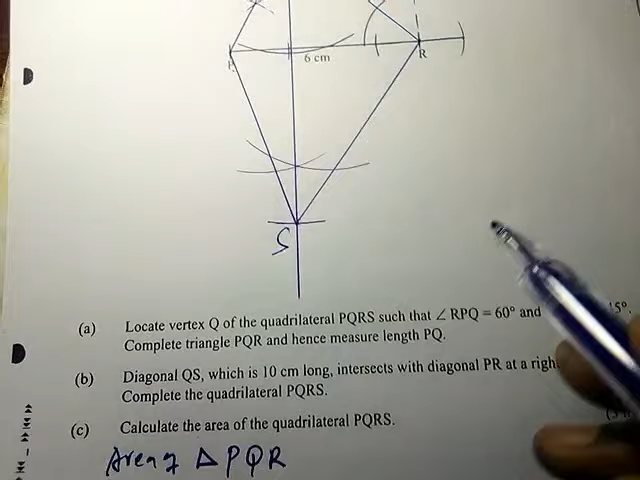 6 cm
R
S
(a) Locate vertex Q of the quadrilateral PQRS such that ∠ RPQ = 60° and 15°.
Complete triangle PQR and hence measure length PQ.
(b) Diagonal QS, which is 10 cm long, intersects with diagonal PR at a
Complete the quadrilateral PQRS.
(c) Calculate the area of the quadrilateral PQRS.
Area of △ PQR